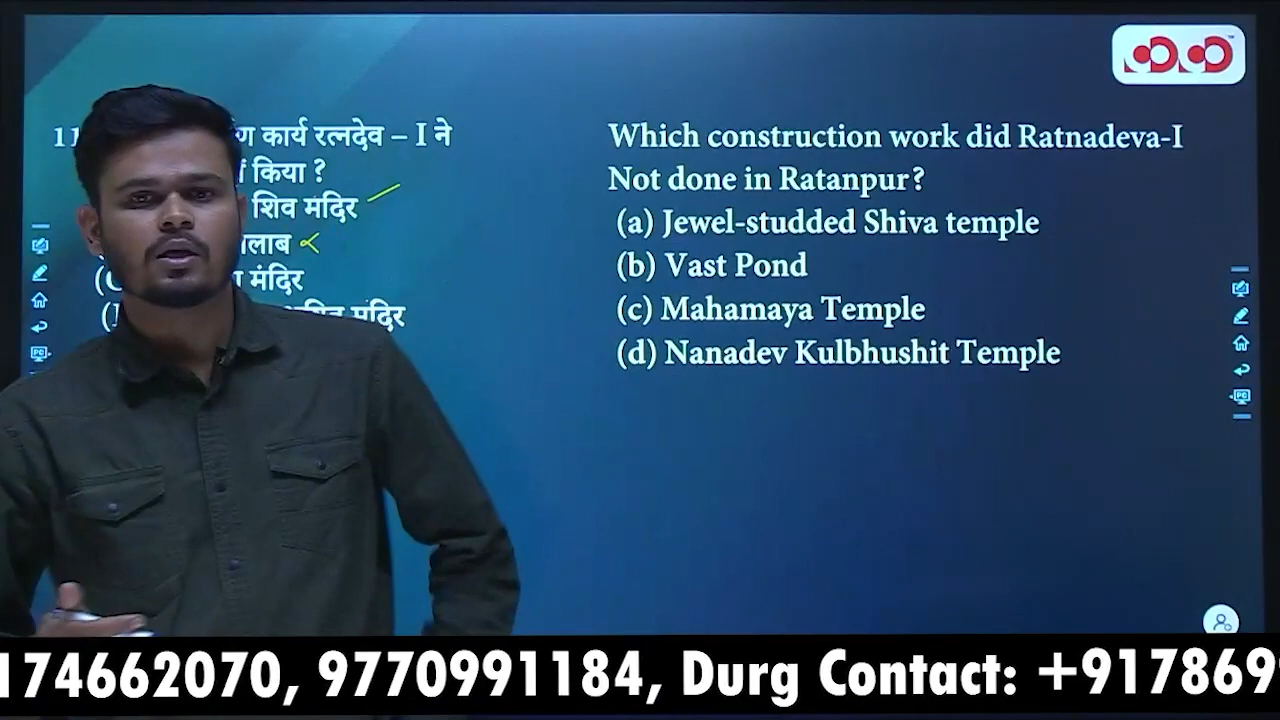 ण कार्य रत्नदेव – I ने
किया ?
शिव मंदिर
मंदिर
Which construction work did Ratnadeva-I
Not done in Ratanpur?
(a) Jewel-studded Shiva temple
(b) Vast Pond
(c) Mahamaya Temple
(d) Nanadev Kulbhushit Temple
174662070, 9770991184, Durg Contact: +917869